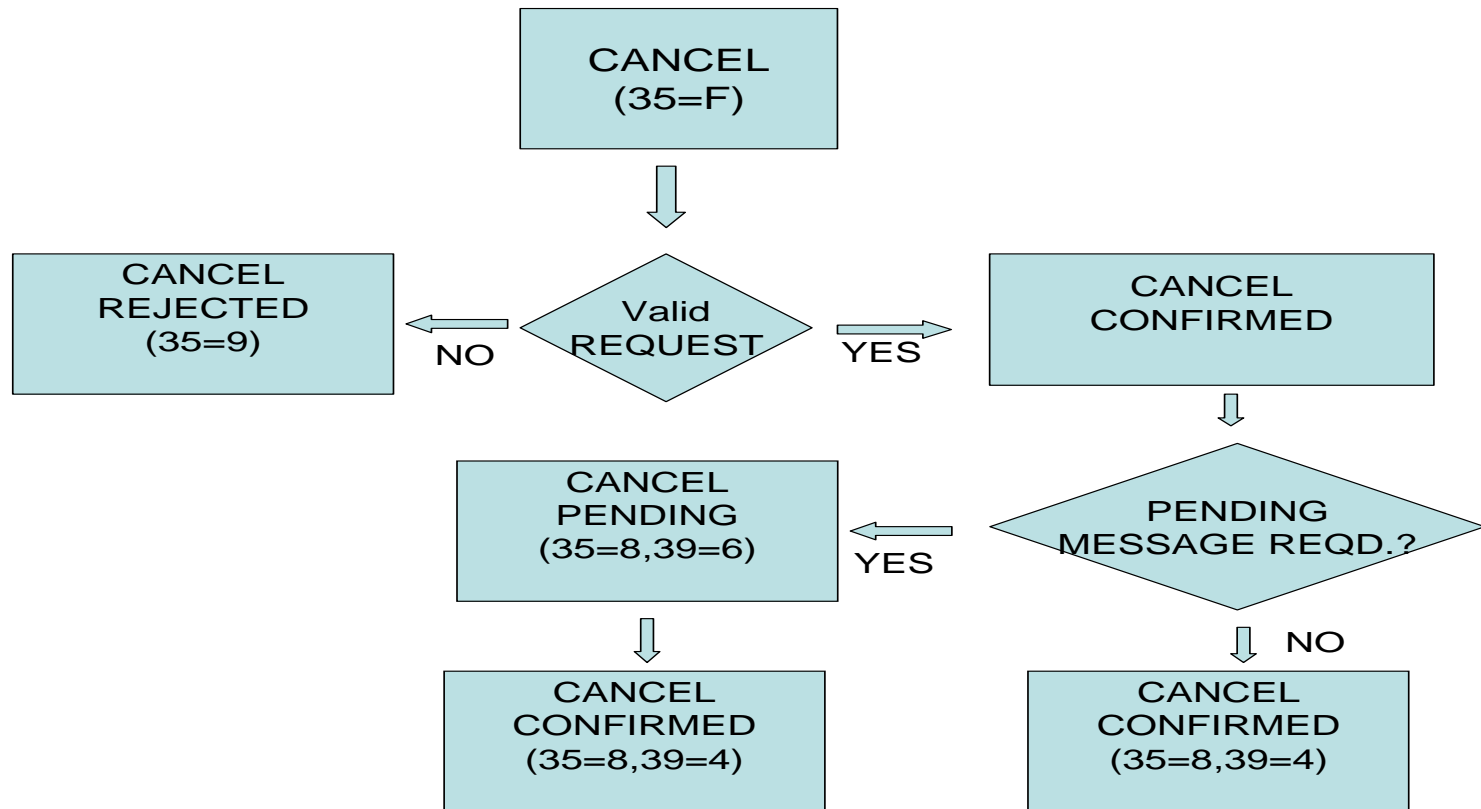 CANCEL
(35=F)
CANCEL
REJECTED
(35=9)
NO
Valid
REQUEST
YES
CANCEL
CONFIRMED
CANCEL
PENDING
(35=8,39=6)
YES
PENDING
MESSAGE REQD.?
NO
CANCEL
CONFIRMED
(35=8,39=4)
CANCEL
CONFIRMED
(35=8,39=4)